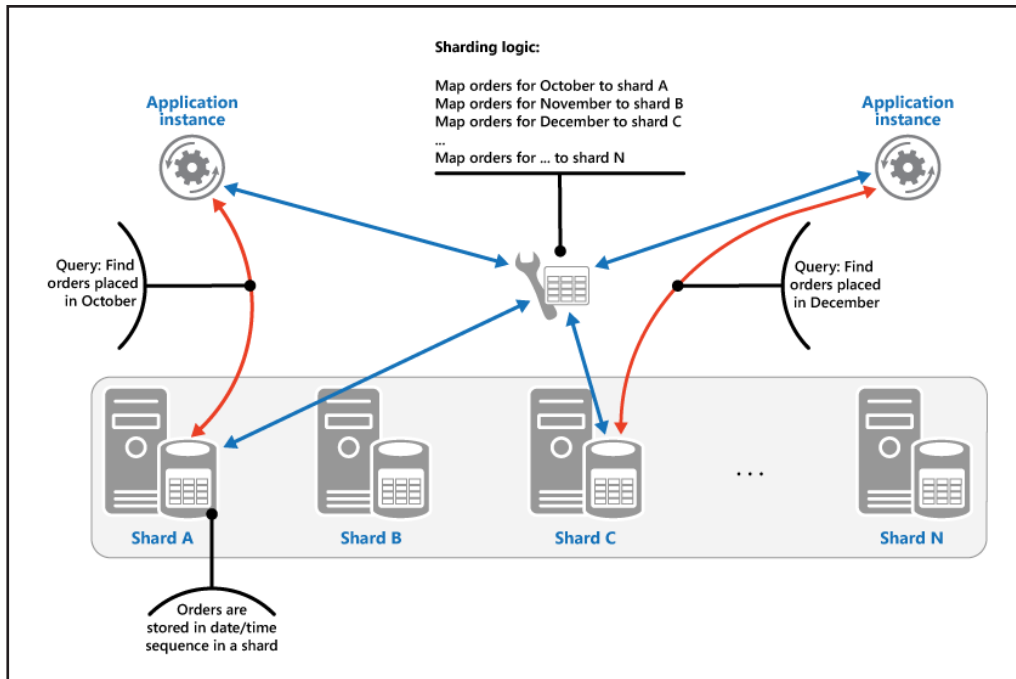 Sharding logic:
Map orders for October to shard A
Map orders for November to shard B
Map orders for December to shard C
...
Map orders for ... to shard N
Application
instance
Application
instance
Query: Find
orders placed
in October
Query: Find
orders placed
in December
...
Shard A
Shard B
Shard C
Shard N
Orders are
stored in date/time
sequence in a shard